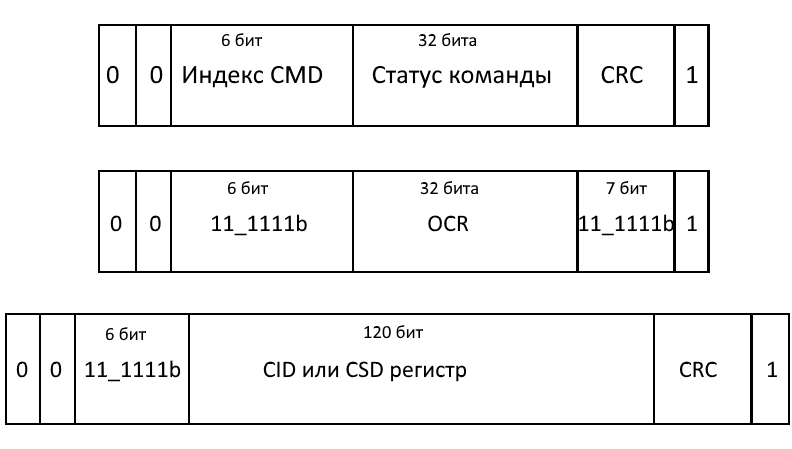 6 бит 32 бита
0 0 Индекс CMD Статус команды CRC 1
6 бит 32 бита 7 бит
0 0 11_1111b OCR 11_1111b 1
6 бит 120 бит
0 0 11_1111b CID или CSD регистр CRC 1